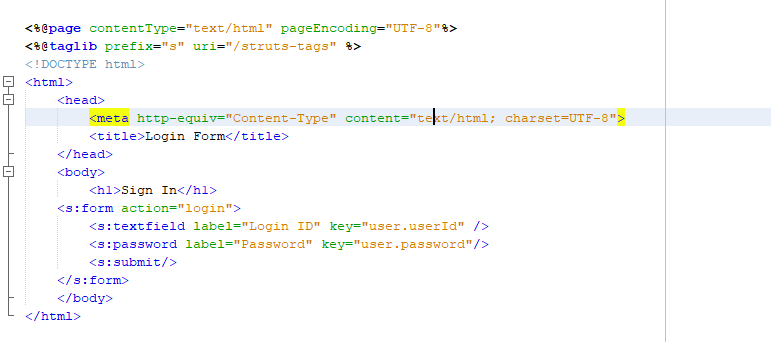 <%@page contentType="text/html" pageEncoding="UTF-8"%>
<%@taglib prefix="s" uri="/struts-tags" %>
<!DOCTYPE html>
<html>
<head>
<meta http-equiv="Content-Type" content="text/html; charset=UTF-8">
<title>Login Form</title>
</head>
<body>
<h1>Sign In</h1>
<s:form action="login">
<s:textfield label="Login ID" key="user.userId" />
<s:password label="Password" key="user.password"/>
<s:submit/>
</s:form>
</body>
</html>